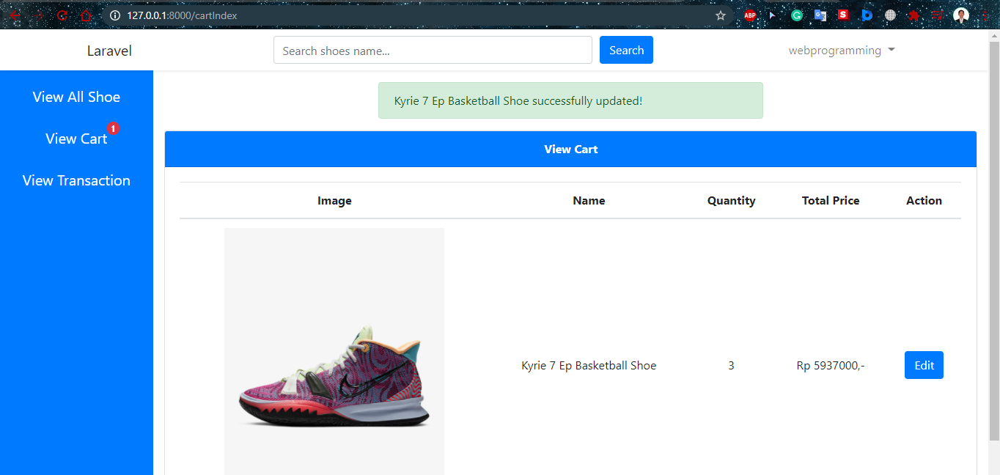 127.0.0.1:8000/cartIndex
ABP
G
S
Laravel
Search shoes name...
Search
webprogramming
View All Shoe
View Cart
1
View Transaction
Kyrie 7 Ep Basketball Shoe successfully updated!
View Cart
Image Name Quantity Total Price Action
Kyrie 7 Ep Basketball Shoe 3 Rp 5937000,- Edit